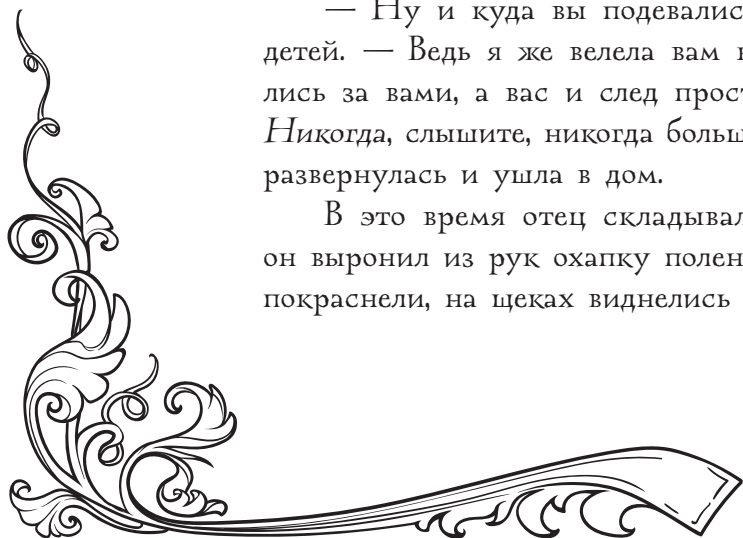 — Ну и куда вы подевалис
детей. — Ведь я же велела вам
лись за вами, а вас и след прос
Никогда, слышите, никогда больш
развернулась и ушла в дом.
В это время отец складывал
он выронил из рук охапку полен
покраснели, на щеках виднелись